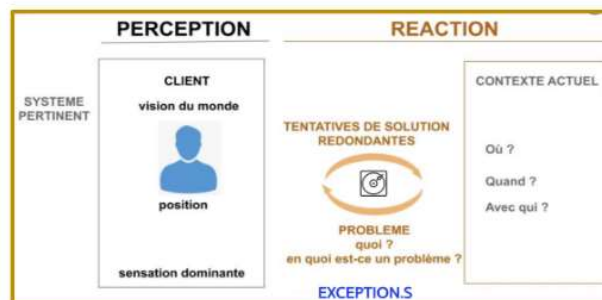 PERCEPTION
REACTION
SYSTEME
PERTINENT
CLIENT
vision du monde
position
sensation dominante
TENTATIVES DE SOLUTION
REDONDANTES
PROBLEME
quoi ?
en quoi est-ce un problème ?
EXCEPTION.S
CONTEXTE ACTUEL
Où ?
Quand ?
Avec qui ?